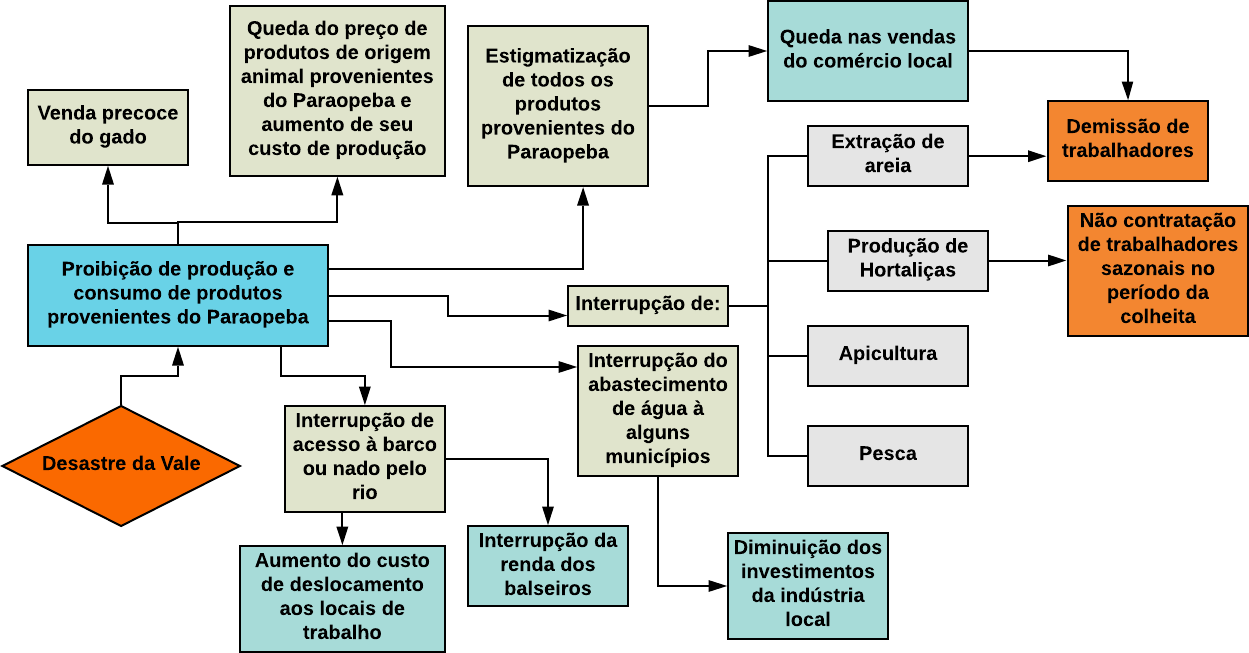 Queda do preço de
produtos de origem
animal provenientes
do Paraopeba e
aumento de seu
custo de produção
Estigmatização
de todos os
produtos
provenientes do
Paraopeba
Queda nas vendas
do comércio local
Venda precoce
do gado
Demissão de
trabalhadores
Extração de
areia
Proibição de produção e
consumo de produtos
provenientes do Paraopeba
Interrupção de:
Produção de
Hortaliças
Não contratação
de trabalhadores
sazonais no
período da
colheita
Interrupção do
abastecimento
de água à
alguns
municípios
Apicultura
Pesca
Desastre da Vale
Interrupção de
acesso à barco
ou nado pelo
rio
Aumento do custo
de deslocamento
aos locais de
trabalho
Interrupção da
renda dos
balseiros
Diminuição dos
investimentos
da indústria
local